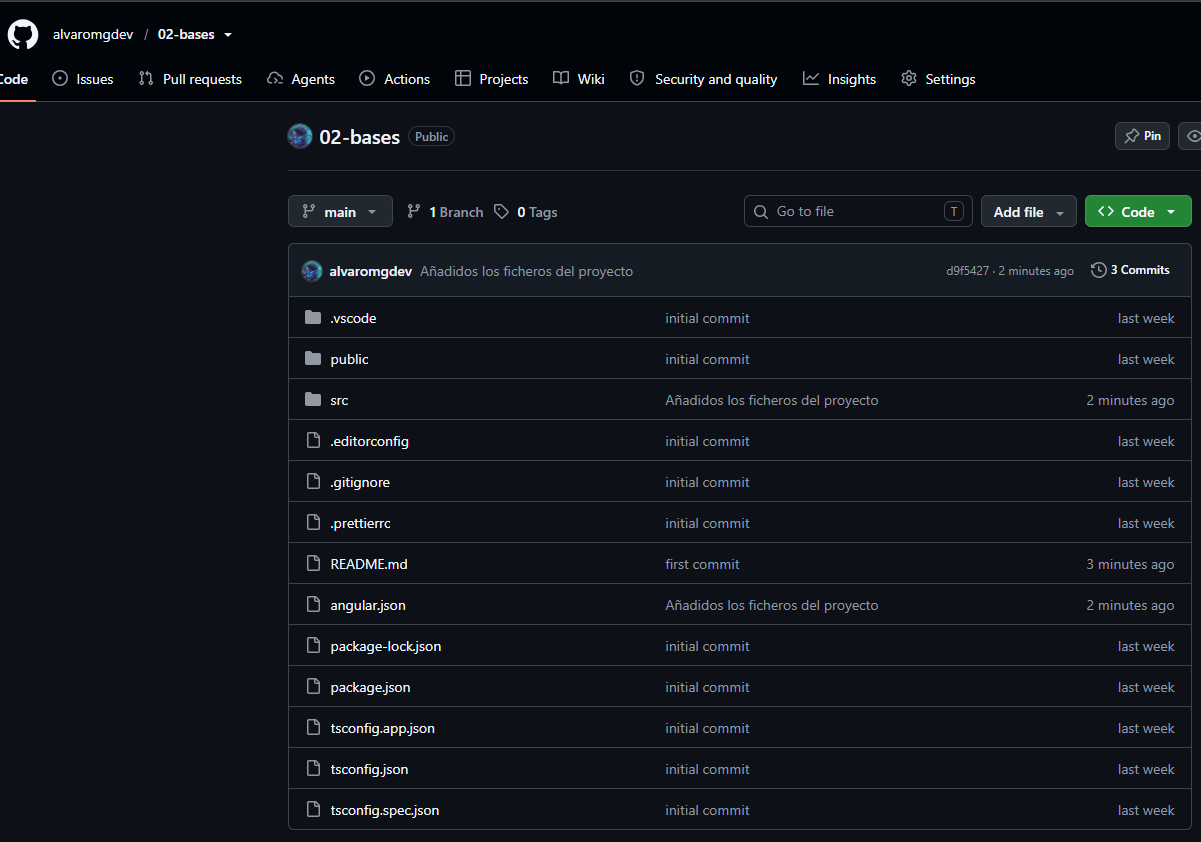 alvaromgdev / 02-bases
Code Issues Pull requests Agents Actions Projects Wiki Security and quality Insights Settings
02-bases Public Pin
main 1 Branch 0 Tags Go to file T Add file Code
alvaromgdev Añadidos los ficheros del proyecto d9f5427 · 2 minutes ago 3 Commits
.vscode initial commit last week
public initial commit last week
src Añadidos los ficheros del proyecto 2 minutes ago
.editorconfig initial commit last week
.gitignore initial commit last week
.prettierrc initial commit last week
README.md first commit 3 minutes ago
angular.json Añadidos los ficheros del proyecto 2 minutes ago
package-lock.json initial commit last week
package.json initial commit last week
tsconfig.app.json initial commit last week
tsconfig.json initial commit last week
tsconfig.spec.json initial commit last week